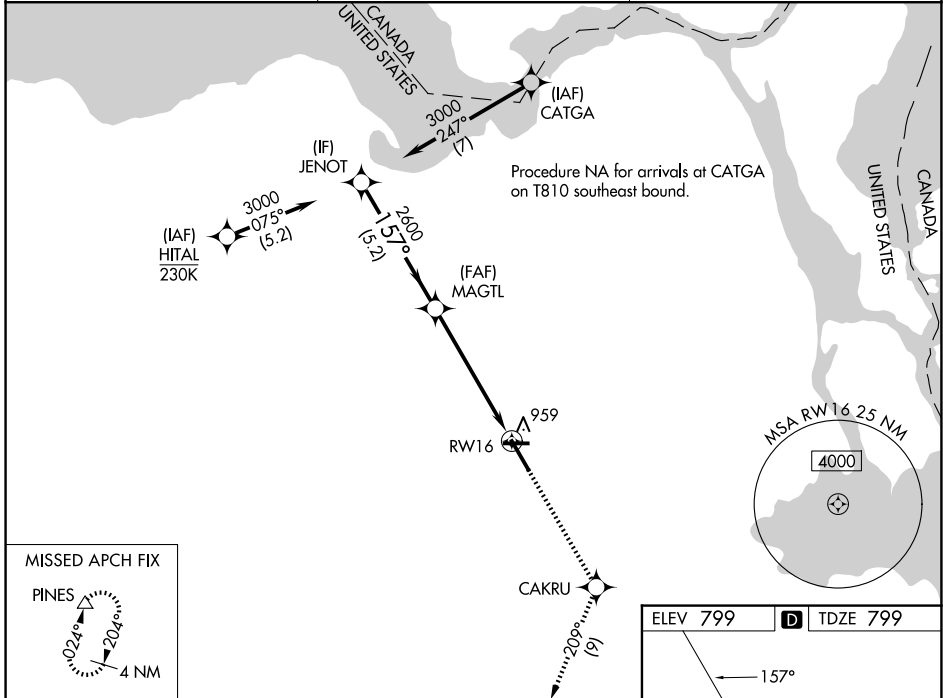 CANADA
UNITED STATES
(IAF)
CATGA
3000
247°
(7)
(IF)
JENOT
Procedure NA for arrivals at CATGA
on T810 southeast bound.
CANADA
UNITED STATES
3000
075°
(5.2)
(IAF)
HITAL
230K
2600
157°
(5.2)
(FAF)
MAGTL
959
RW16
MSA RW16 25 NM
4000
MISSED APCH FIX
PINES
024°
204°
4 NM
CAKRU
209°
(9)
ELEV 799 D TDZE 799
157°